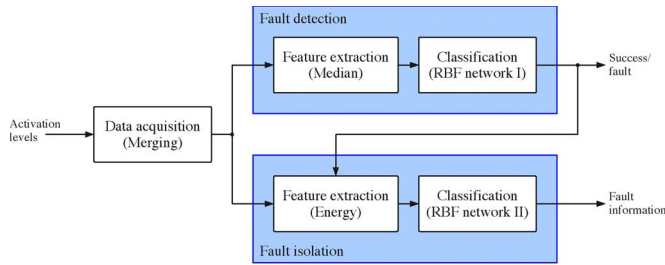 Fault detection
Feature extraction
(Median)
Classification
(RBF network I)
Success/
fault
Activation
levels
Data acquisition
(Merging)
Feature extraction
(Energy)
Classification
(RBF network II)
Fault
information
Fault isolation